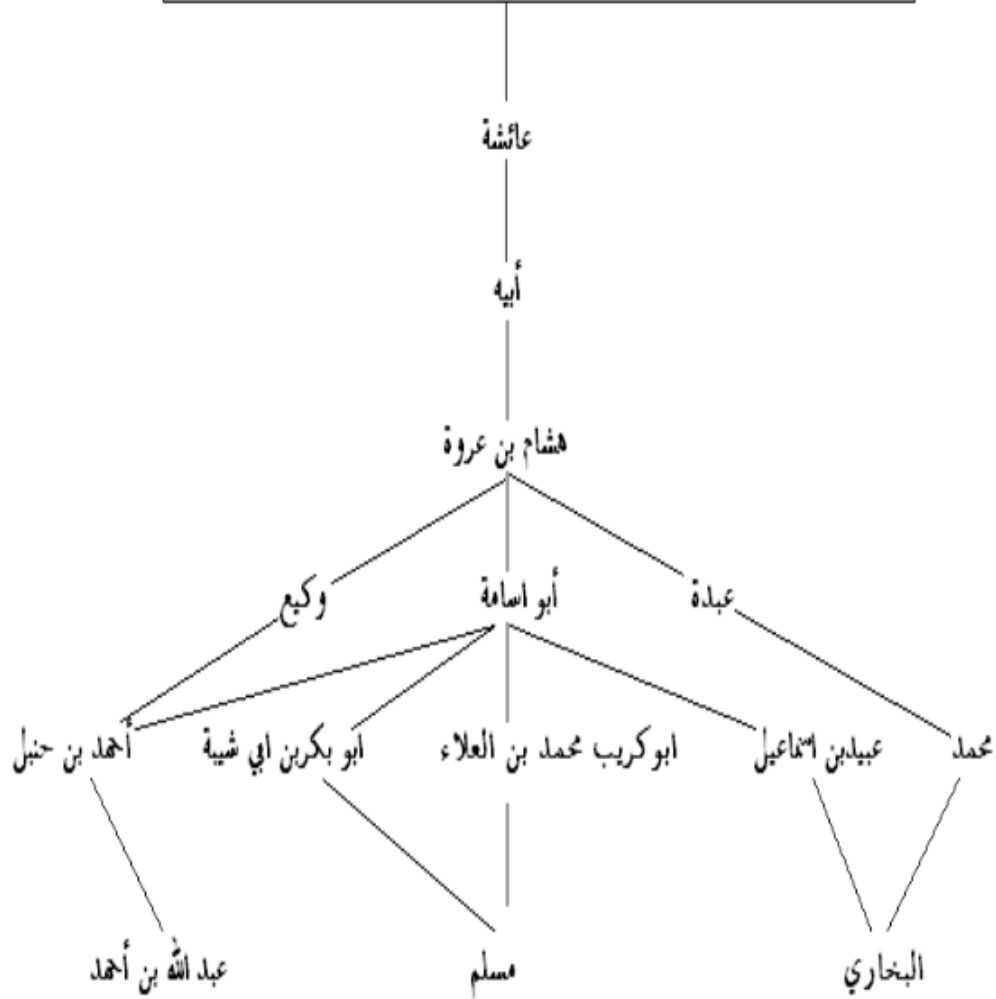 عائشة
أبيه
هشام بن عروة
عبدة
أبو اسامة
وكيع
محمد
عبيدبن اسماعيل
ابوكريب محمد بن العلاء
ابو بكربن ابي شيبة
أحمد بن حنبل
البخاري
مسلم
عبد الله بن أحمد